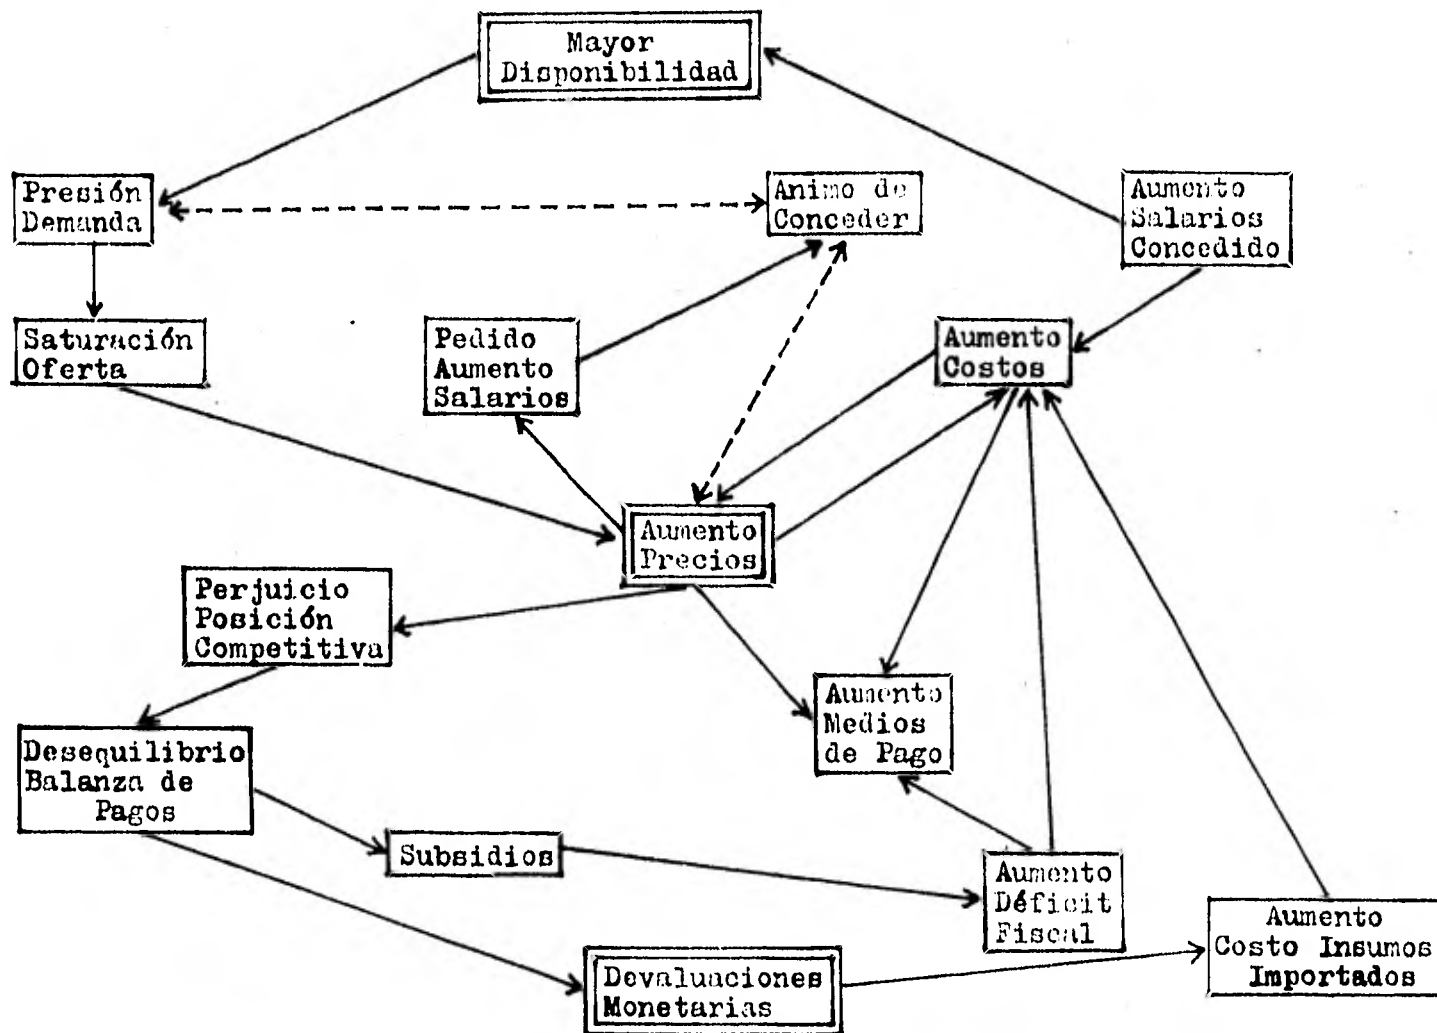 Mayor
Disponibilidad
Presión
Demanda
Animo de
Conceder
Aumento
Salarios
Concedido
Saturación
Oferta
Pedido
Aumento
Salarios
Aumento
Costos
Aumento
Precios
Perjuicio
Posición
Competitiva
Aumento
Medios
de Pago
Desequilibrio
Balanza de
Pagos
Subsidios
Aumento
Déficit
Fiscal
Aumento
Costo Insumos
Importados
Devaluaciones
Monetarias